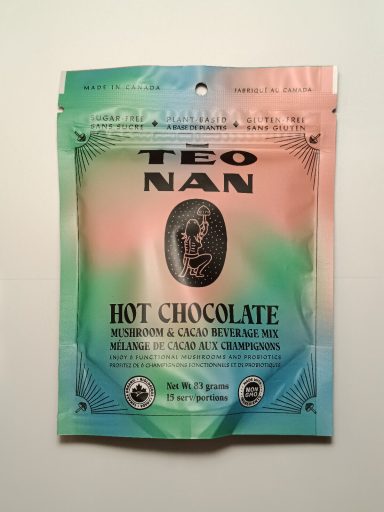 MADE IN CANADA
FABRIQUÉ AU CANADA
SUGAR-FREE ♦ PLANT-BASED ♦ GLUTEN-FREE
SANS SUCRE À BASE DE PLANTES SANS GLUTEN
TEO
NAN
HOT CHOCOLATE
MUSHROOM & CACAO BEVERAGE MIX
MÉLANGE DE CACAO AUX CHAMPIGNONS
ENJOY 6 FUNCTIONAL MUSHROOMS AND PROBIOTICS
PROFITEZ DE 6 CHAMPIGNONS FONCTIONNELS ET DE PROBIOTIQUES
Net Wt 83 grams
15 serv/portions
NON
GMO